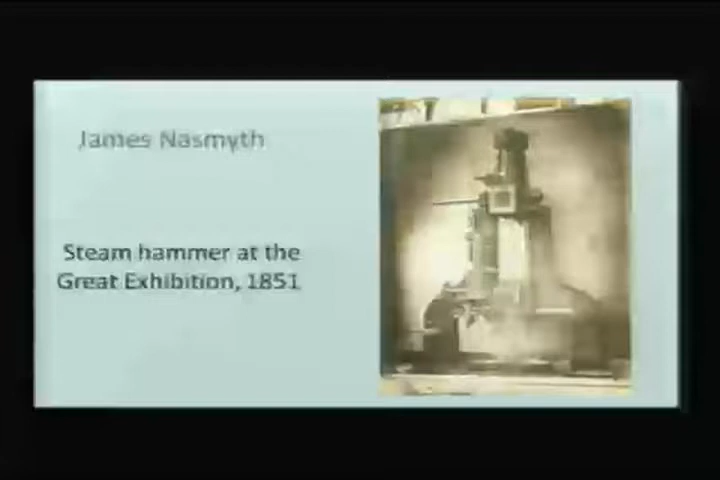 James Nasmyth
Steam hammer at the
Great Exhibition, 1851